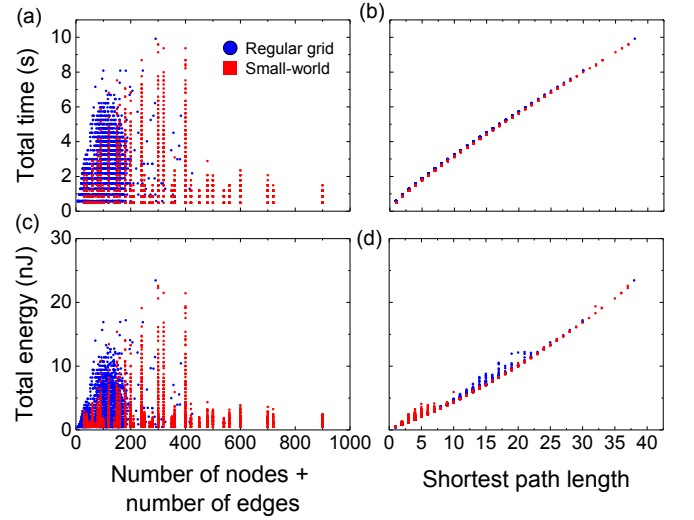 (a)
(b)
Total time (s)
10
8
6
4
2
0
Regular grid
Small-world
(c)
(d)
Total energy (nJ)
30
20
10
0
0 200 400 600 800 1000
0 5 10 15 20 25 30 35 40
Number of nodes +
number of edges
Shortest path length